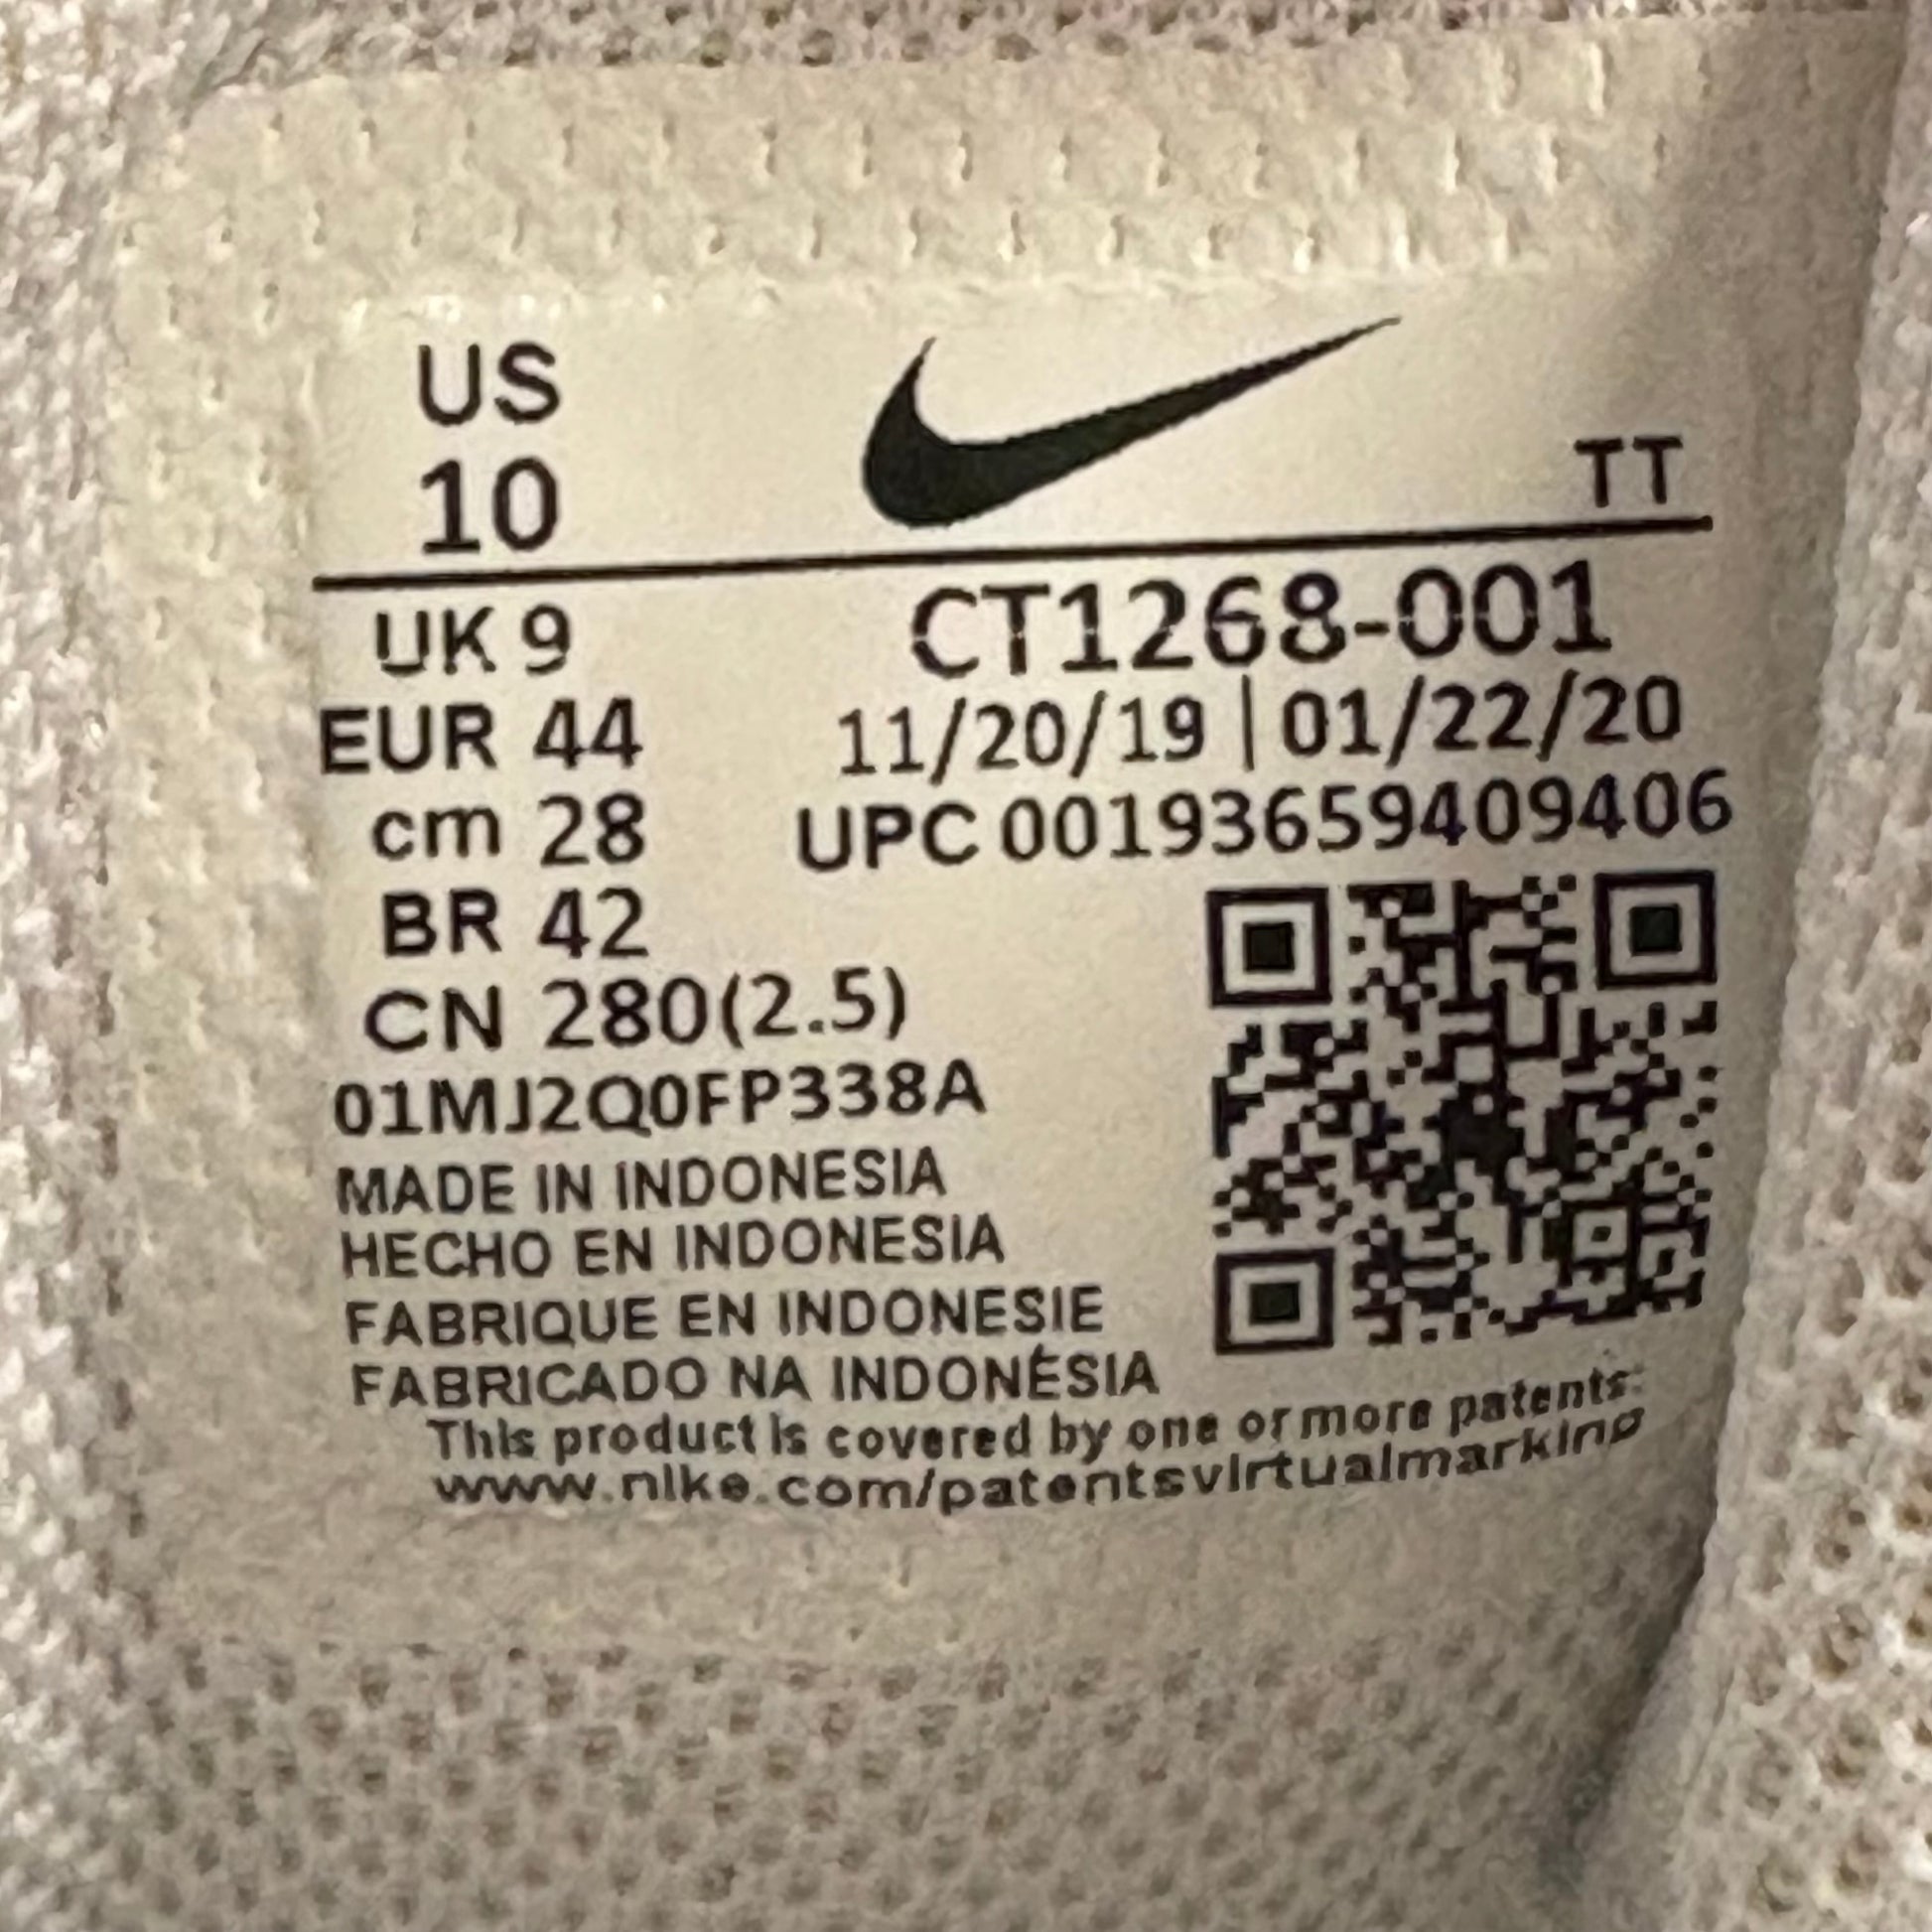 US
10
TT
UK 9
CT1268-001
EUR 44
11/20/19 | 01/22/20
cm 28
UPC 00193659409406
BR 42
CN 280(2.5)
01MJ2Q0FP338A
MADE IN INDONESIA
HECHO EN INDONESIA
FABRIQUE EN INDONESIE
FABRICADO NA INDONÉSIA
This product is covered by one or more patents:
www.nike.com/patentsvirtualmarking